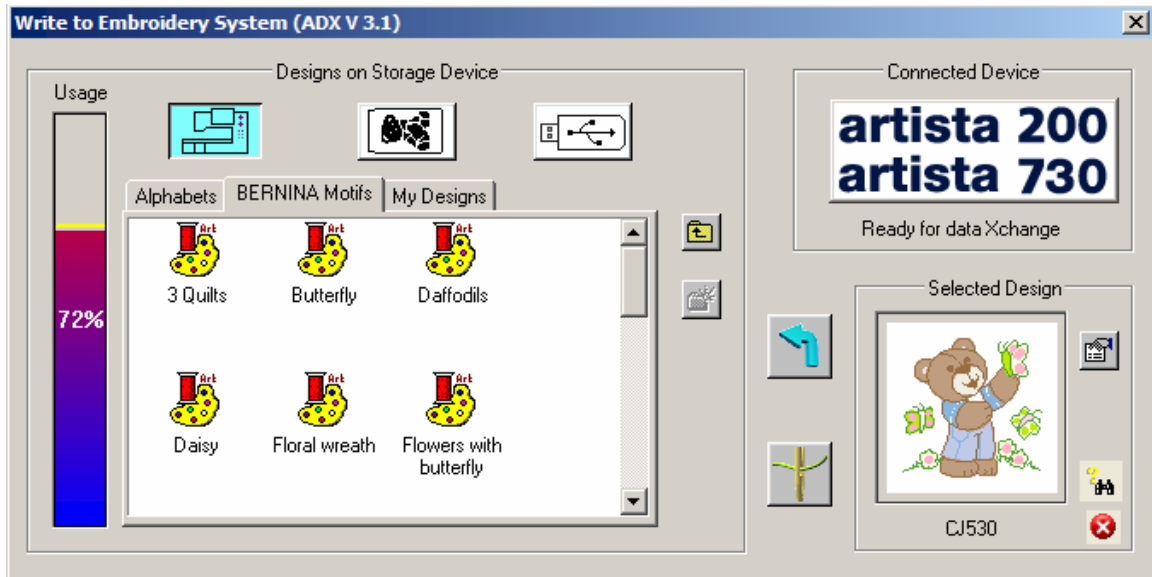 Write to Embroidery System (ADX V 3.1)
Designs on Storage Device
Usage
72%
Alphabets
BERNINA Motifs
My Designs
Art
Art
Art
3 Quilts
Butterfly
Daffodils
Art
Art
Art
Daisy
Floral wreath
Flowers with
butterfly
Connected Device
artista 200
artista 730
Ready for data Xchange
Selected Design
CJ530